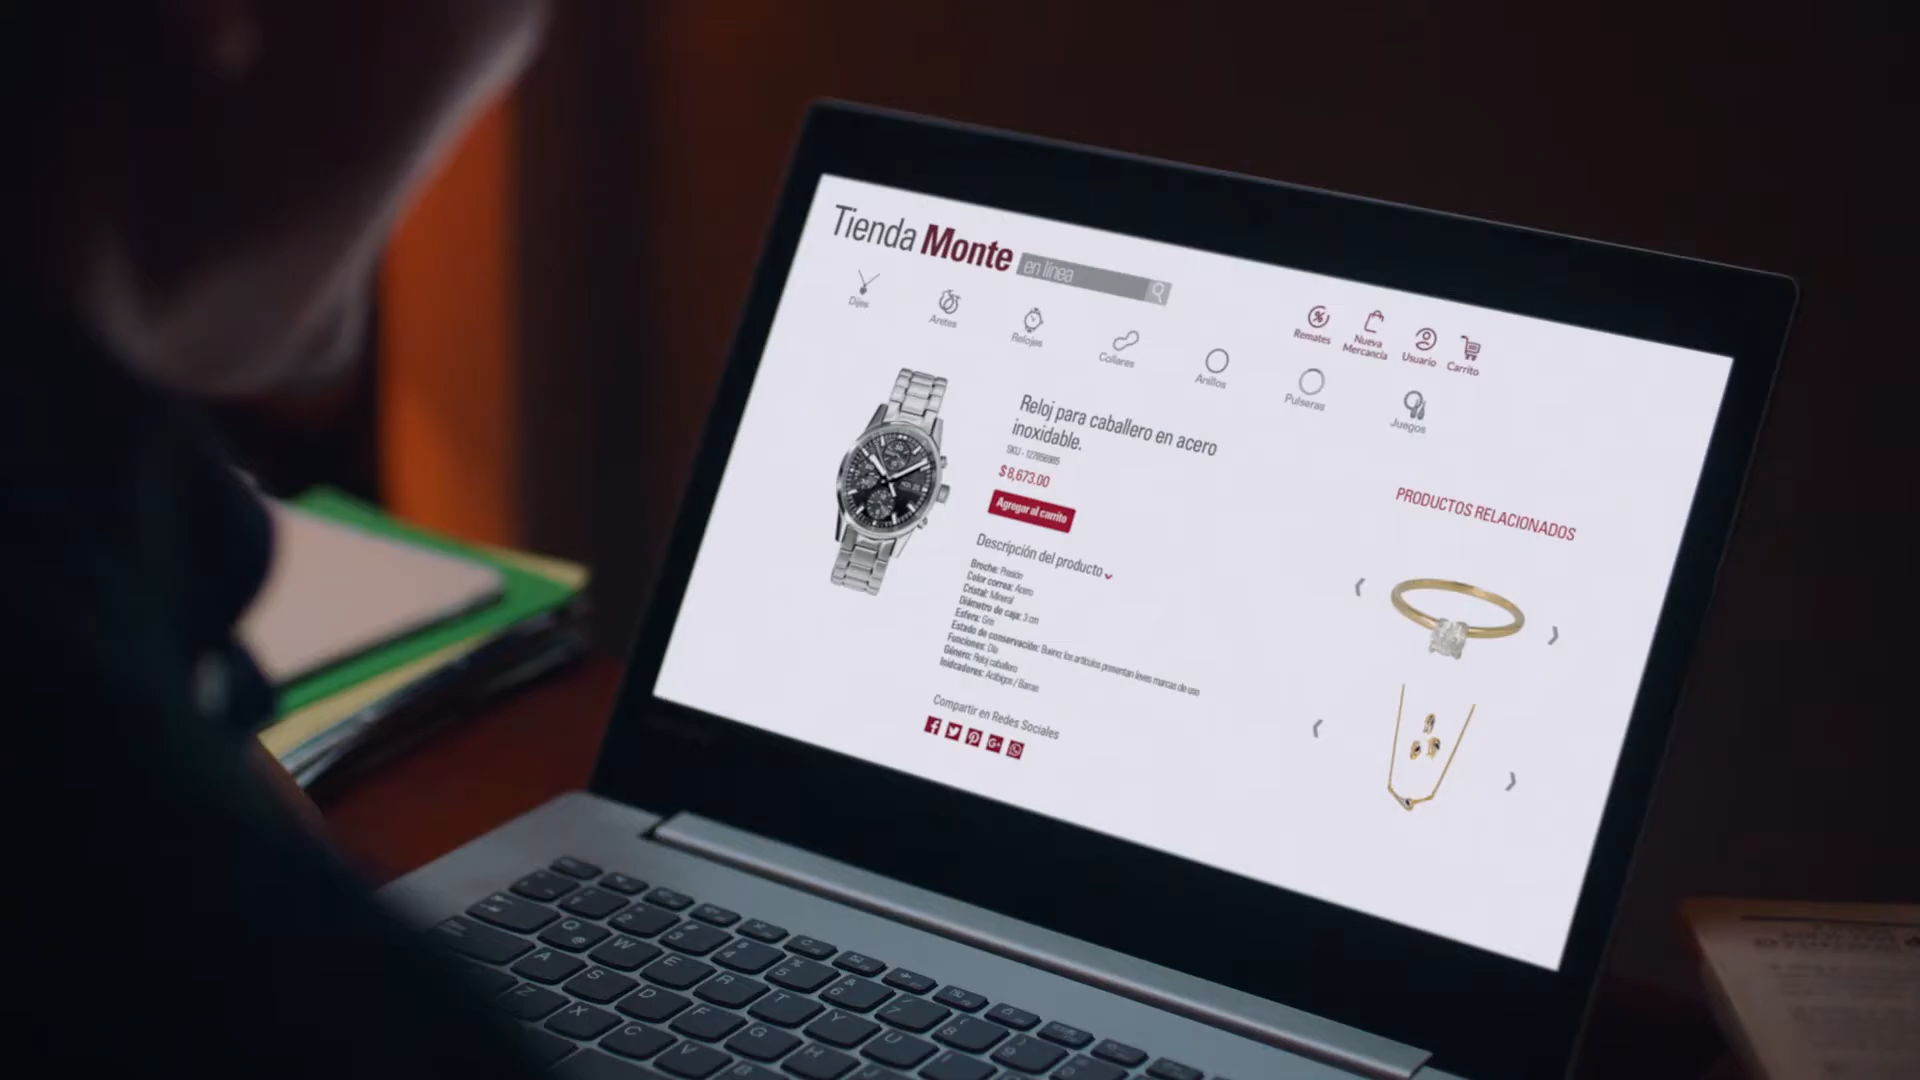 Tienda Monte en línea
Dijes
Aretes
Relojes
Collares
Anillos
Pulseras
Juegos
Remates
Nueva
Mercancía
Usuario
Carrito
Reloj para caballero en acero
inoxidable.
$ 8,673.00
Agregar al carrito
Descripción del producto
Broche: Presión
Color correa: Acero
Cristal: Mineral
Diámetro de caja: 3 cm
Esfera: Gris
Estado de conservación: Bueno: los artículos presentan leves marcas de uso
Funciones: Día
Género: Reloj caballero
Inidcadores: Arábigos / Barras
Compartir en Redes Sociales
PRODUCTOS RELACIONADOS
Q W E R T Y U I
A S D F G H J
Z X C V B